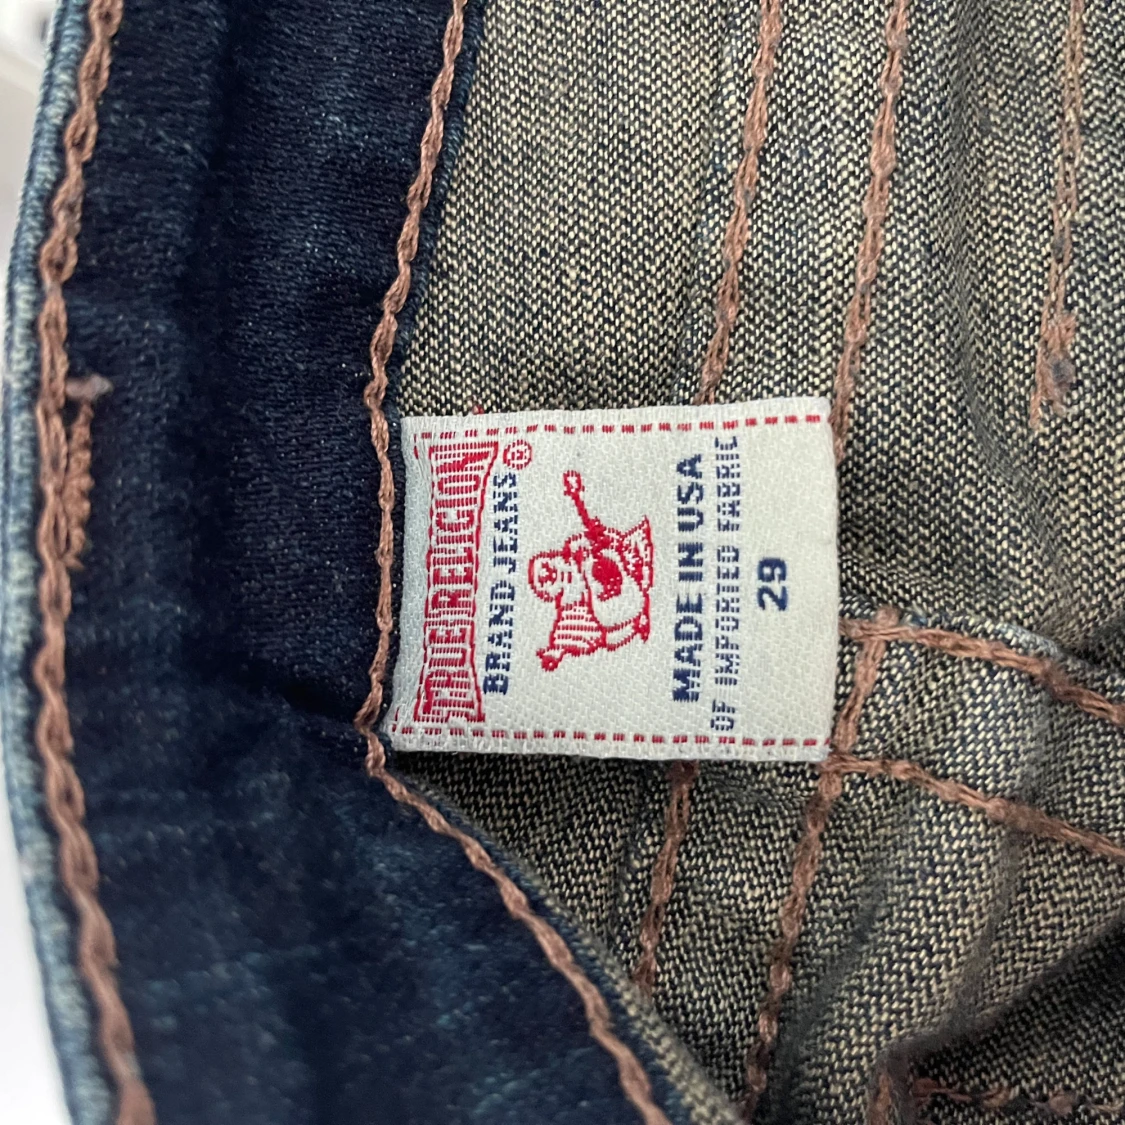 TRUE RELIGION
BRAND JEANS ®
MADE IN USA
OF IMPORTED FABRIC
29